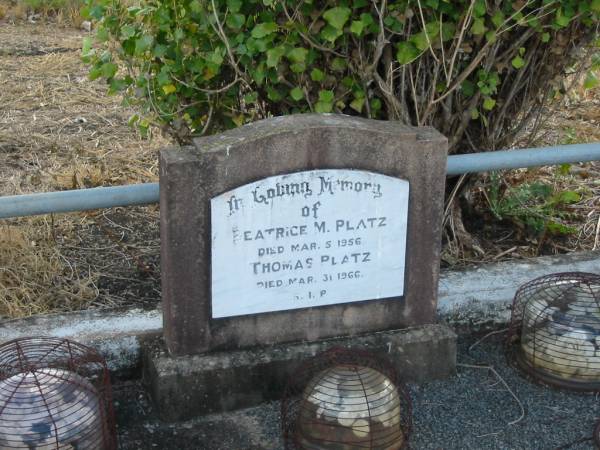 In Loving Memory
of
BEATRICE M. PLATZ
DIED MAR. 5 1956
THOMAS PLATZ
DIED MAR. 31 1966.
R. I. P